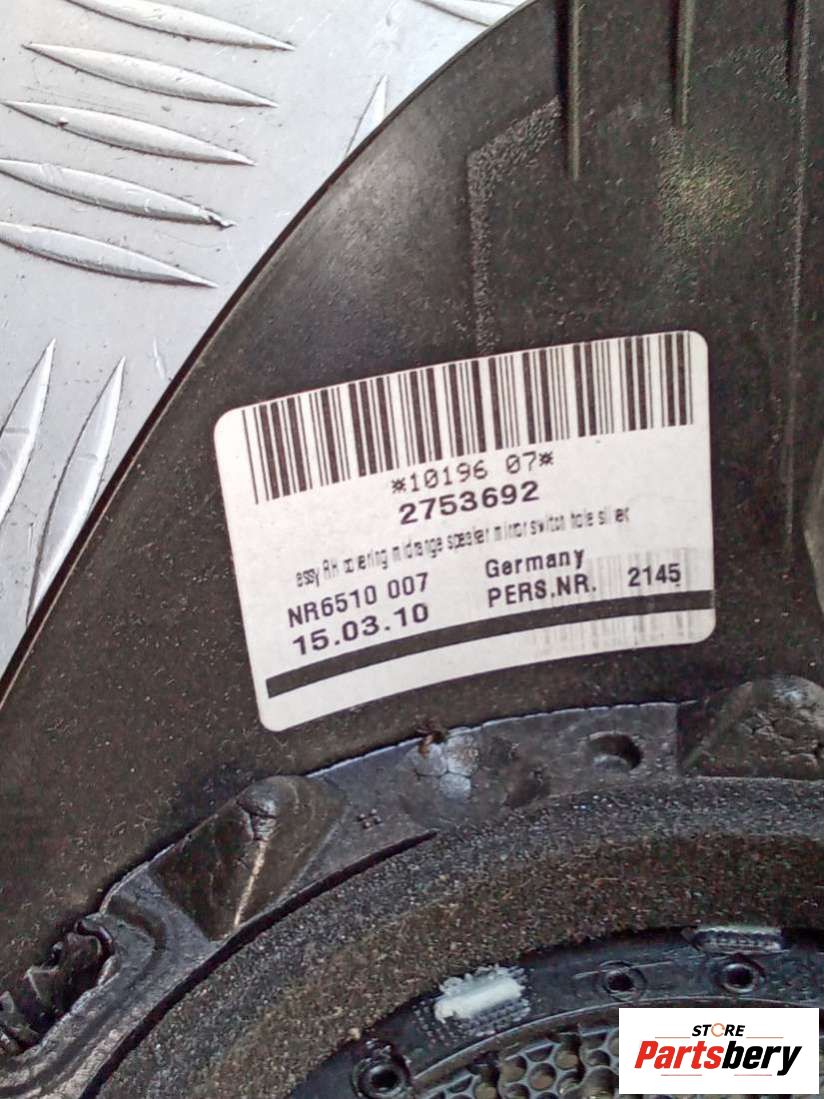 *10196 07*
2753692
assy RH covering midrange speaker mirror switch hole silver
NR6510 007 Germany
15.03.10 PERS.NR. 2145
STORE
Partsbery